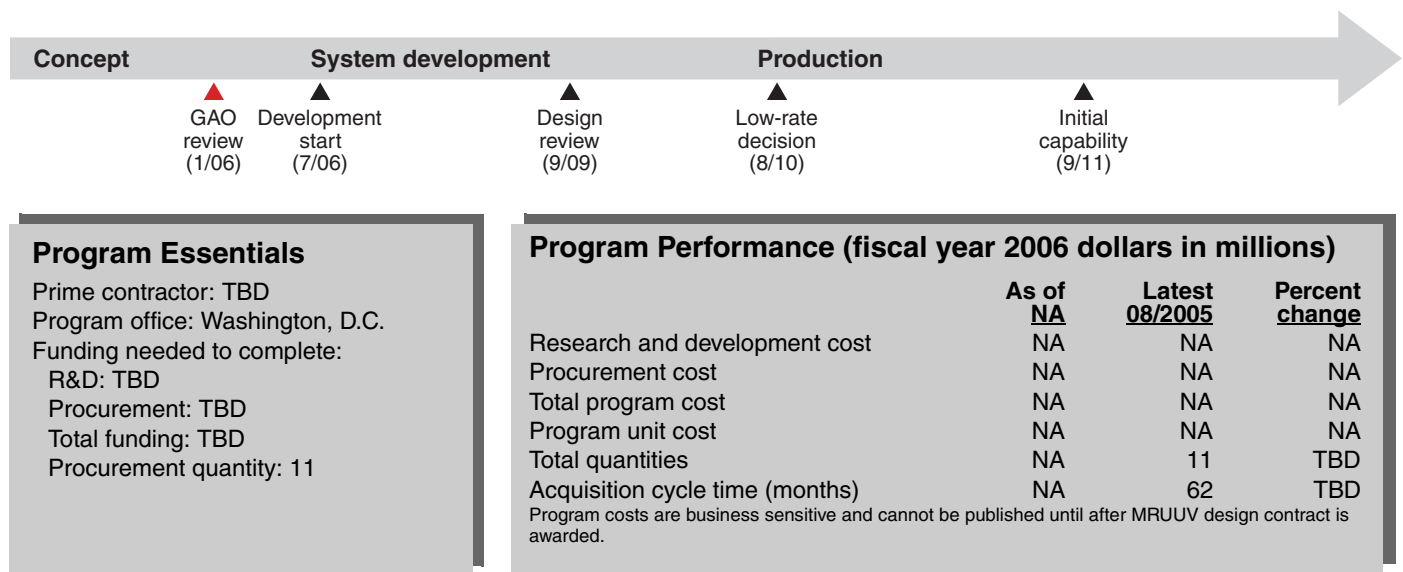 Concept System development Production
GAO review (1/06)
Development start (7/06)
Design review (9/09)
Low-rate decision (8/10)
Initial capability (9/11)
Program Essentials
Prime contractor: TBD
Program office: Washington, D.C.
Funding needed to complete:
R&D: TBD
Procurement: TBD
Total funding: TBD
Procurement quantity: 11
Program Performance (fiscal year 2006 dollars in millions)
As of NA Latest 08/2005 Percent change
Research and development cost NA NA NA
Procurement cost NA NA NA
Total program cost NA NA NA
Program unit cost NA NA NA
Total quantities NA 11 TBD
Acquisition cycle time (months) NA 62 TBD
Program costs are business sensitive and cannot be published until after MRUUV design contract is
awarded.